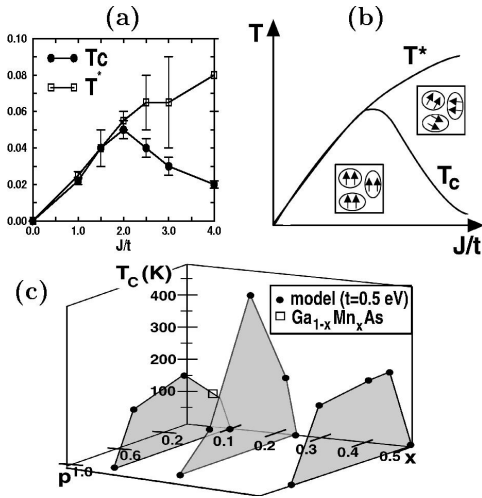 (a)
0.10
0.08
0.06
0.04
0.02
0.00
Tc
T*
0.0 1.0 2.0 3.0 4.0
J/t
(b)
T
T*
TC
J/t
(c)
TC (K)
400
300
200
100
model (t=0.5 eV)
Ga1-xMnxAs
p 1.0 0.6 0.2
0.1 0.2 0.3 0.4 0.5
x